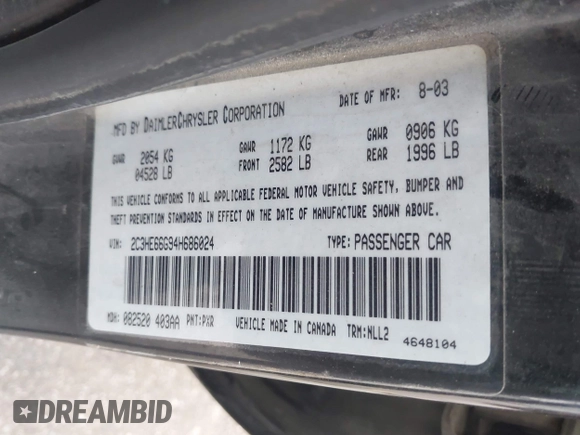 MFD BY DAIMLERCHRYSLER CORPORATION DATE OF MFR: 8-03
GVWR 2054 KG GAWR 1172 KG GAWR 0906 KG
04528 LB FRONT 2582 LB REAR 1996 LB
THIS VEHICLE CONFORMS TO ALL APPLICABLE FEDERAL MOTOR VEHICLE SAFETY, BUMPER AND
THEFT PREVENTION STANDARDS IN EFFECT ON THE DATE OF MANUFACTURE SHOWN ABOVE.
VIN: 2C3HE66G94H686024 TYPE: PASSENGER CAR
MDH: 082520 403AA PNT: PXR VEHICLE MADE IN CANADA TRM: NLL2
4648104
DREAMBID